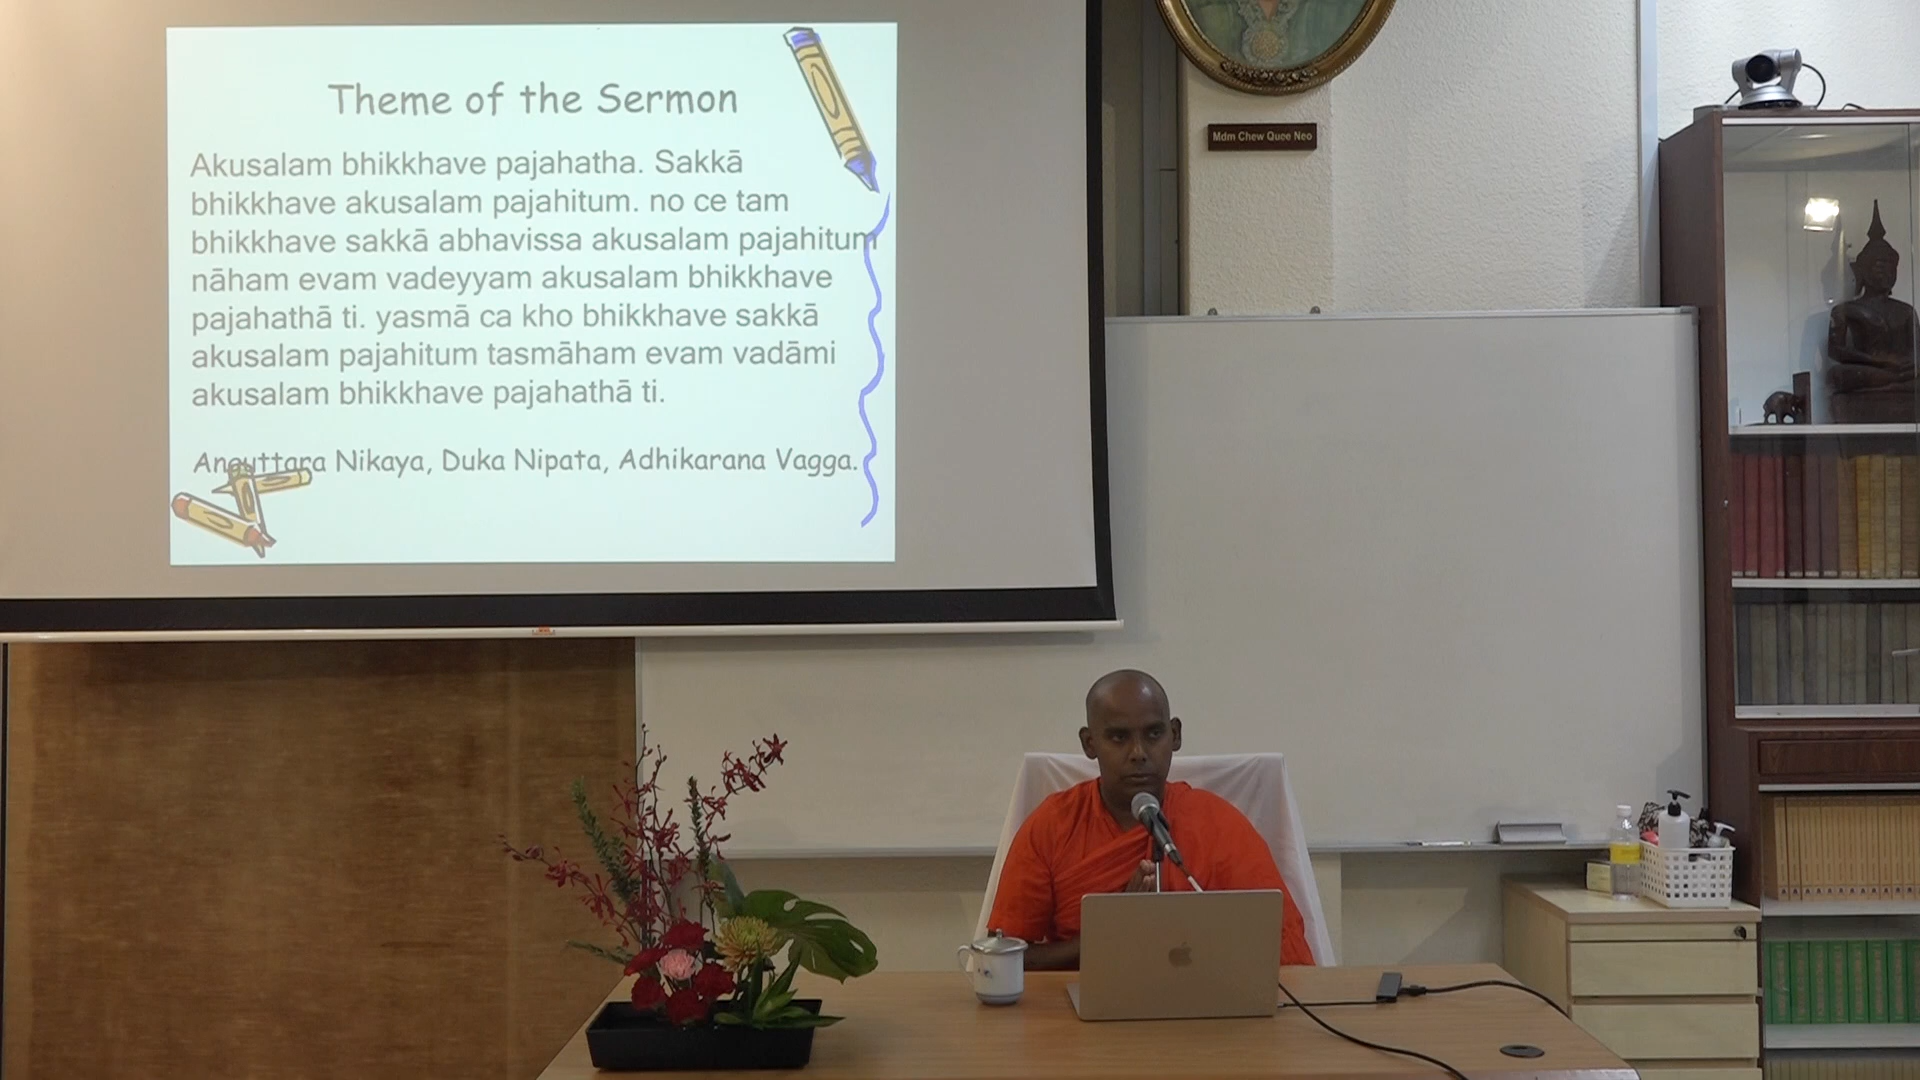 Theme of the Sermon
Akusalam bhikkhave pajahatha. Sakkā
bhikkhave akusalam pajahitum. no ce tam
bhikkhave sakkā abhavissa akusalam pajahitum
nāham evam vadeyyam akusalam bhikkhave
pajahathā ti. yasmā ca kho bhikkhave sakkā
akusalam pajahitum tasmāham evam vadāmi
akusalam bhikkhave pajahathā ti.
Anguttara Nikaya, Duka Nipata, Adhikarana Vagga.
Mdm Chew Quee Neo